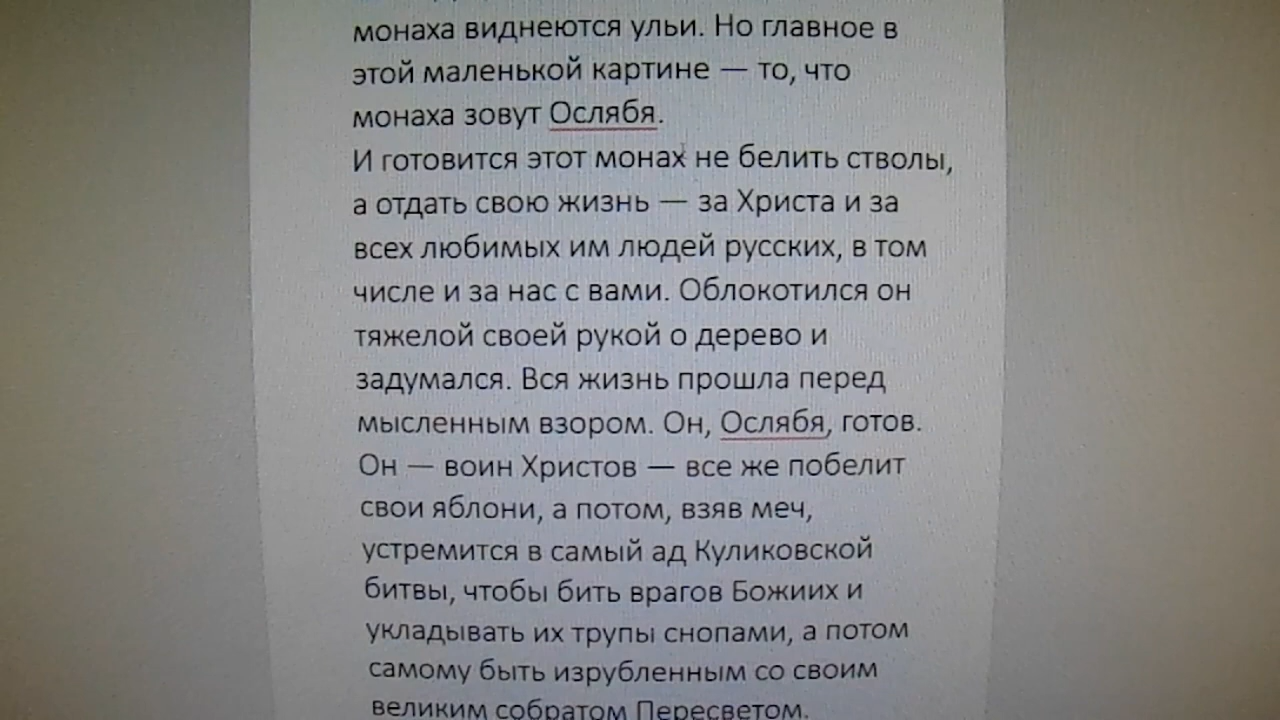 монаха виднеются ульи. Но главное в
этой маленькой картине — то, что
монаха зовут Ослябя.
И готовится этот монах не белить стволы,
а отдать свою жизнь — за Христа и за
всех любимых им людей русских, в том
числе и за нас с вами. Облокотился он
тяжелой своей рукой о дерево и
задумался. Вся жизнь прошла перед
мысленным взором. Он, Ослябя, готов.
Он — воин Христов — все же побелит
свои яблони, а потом, взяв меч,
устремится в самый ад Куликовской
битвы, чтобы бить врагов Божиих и
укладывать их трупы снопами, а потом
самому быть изрубленным со своим
великим собратом Пересветом.